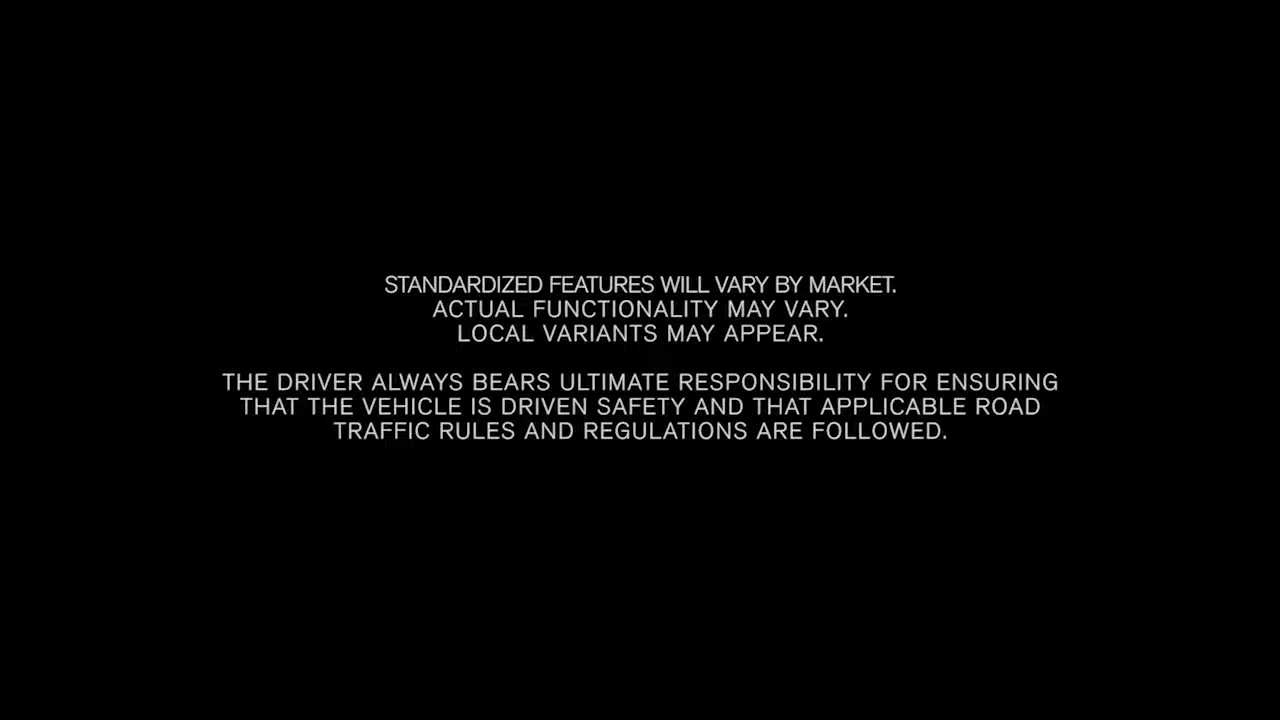 STANDARDIZED FEATURES WILL VARY BY MARKET.
ACTUAL FUNCTIONALITY MAY VARY.
LOCAL VARIANTS MAY APPEAR.
THE DRIVER ALWAYS BEARS ULTIMATE RESPONSIBILITY FOR ENSURING
THAT THE VEHICLE IS DRIVEN SAFETY AND THAT APPLICABLE ROAD
TRAFFIC RULES AND REGULATIONS ARE FOLLOWED.